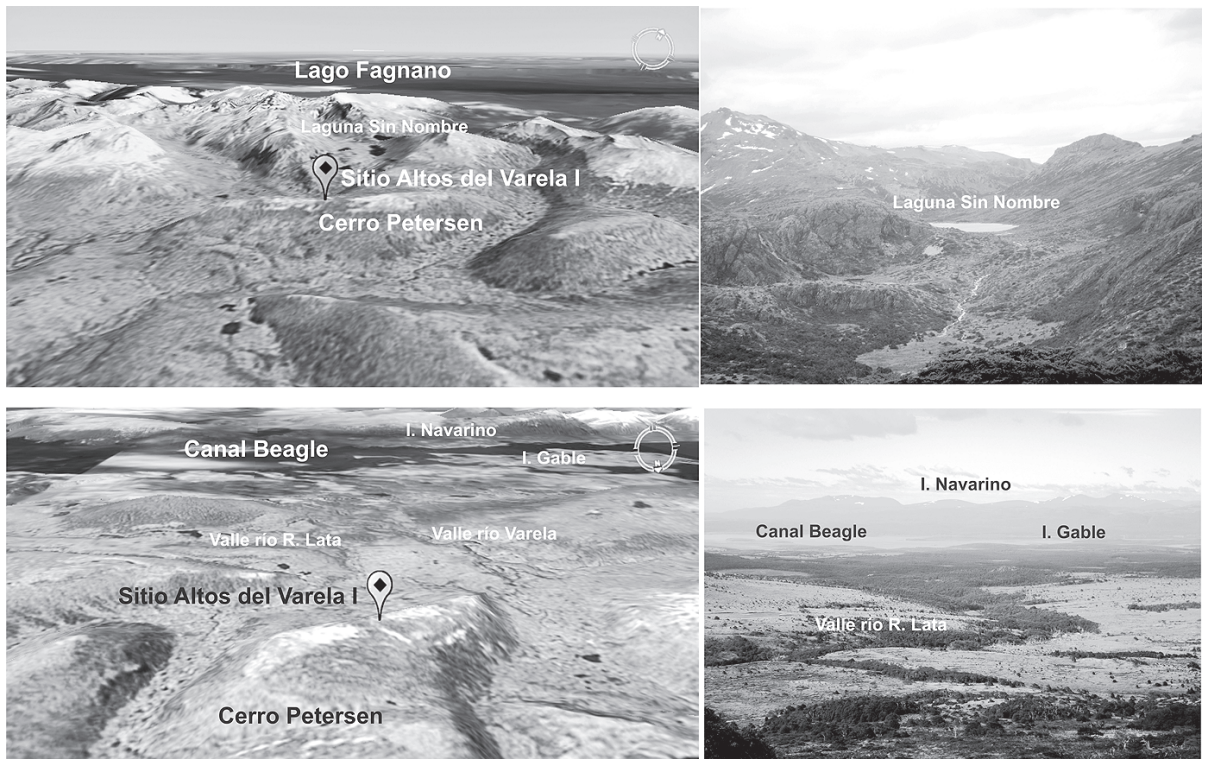 Lago Fagnano
Laguna Sin Nombre
Sitio Altos del Varela I
Cerro Petersen
Laguna Sin Nombre
I. Navarino
Canal Beagle
I. Gable
Valle río R. Lata
Valle río Varela
Sitio Altos del Varela I
Cerro Petersen
I. Navarino
Canal Beagle
I. Gable
Valle río R. Lata